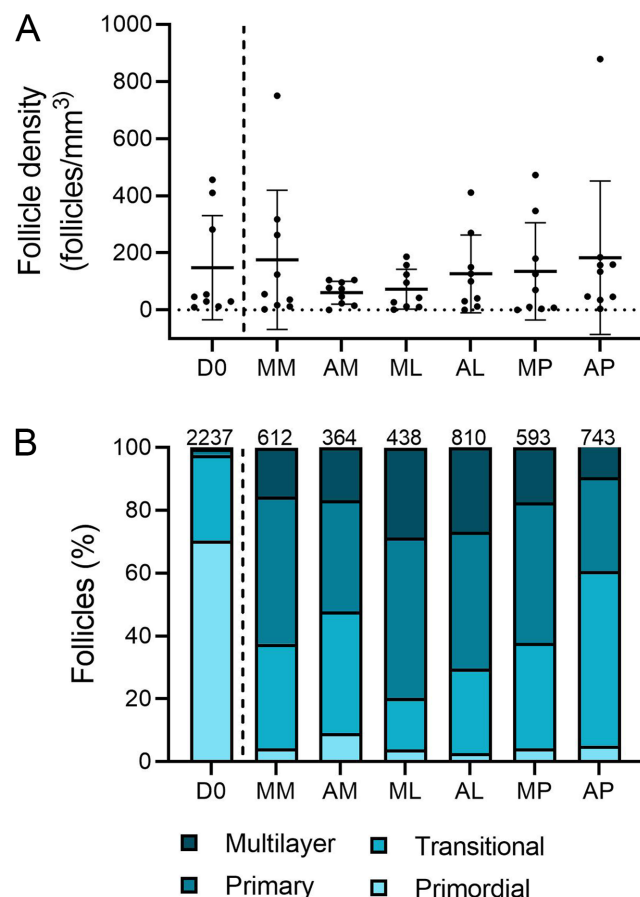 A
1000
800
600
400
200
0
Follicle density
(follicles/mm³)
D0 MM AM ML AL MP AP
B
2237 612 364 438 810 593 743
100
80
60
40
20
0
Follicles (%)
D0 MM AM ML AL MP AP
Multilayer Transitional
Primary Primordial